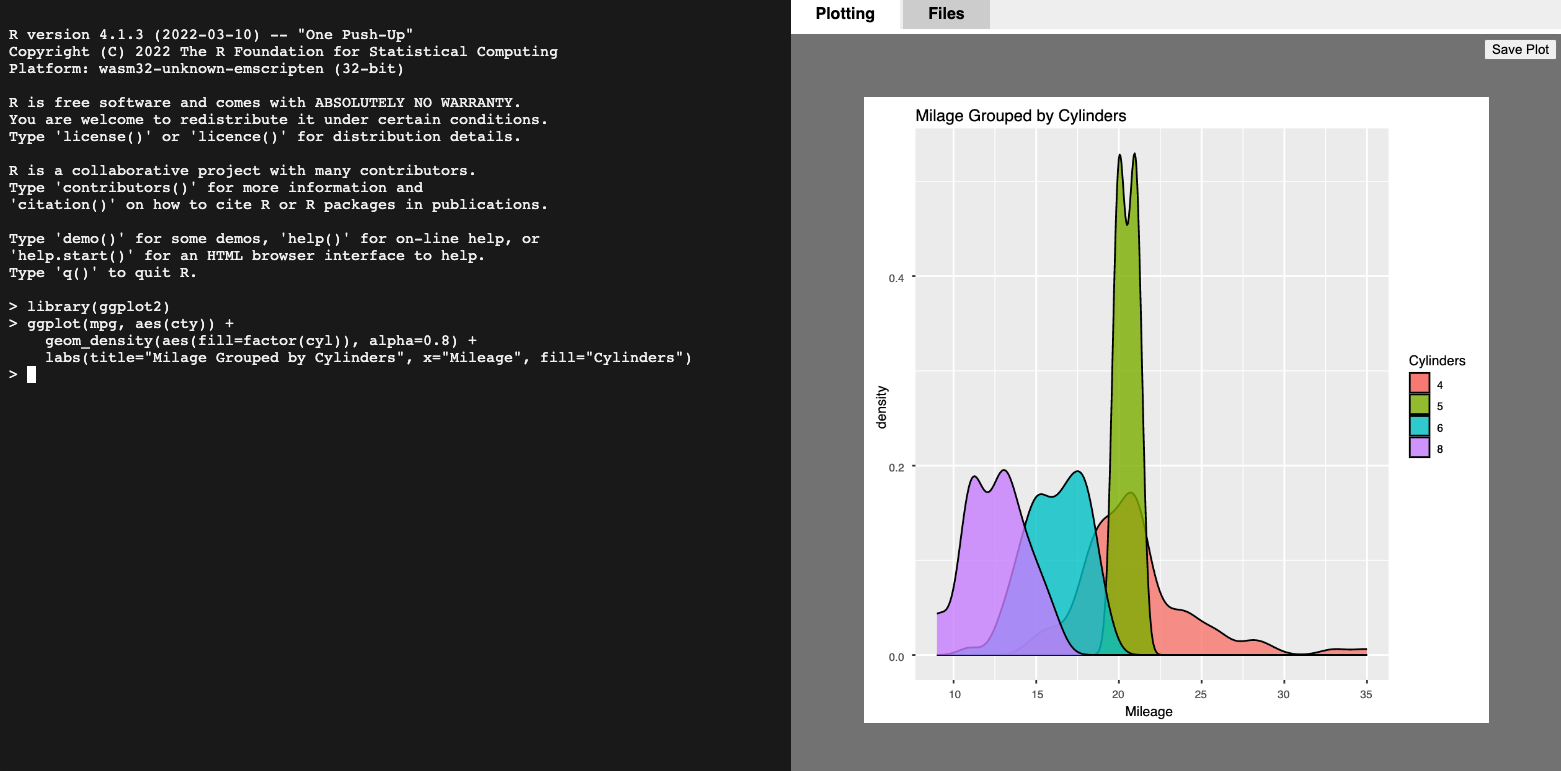 R version 4.1.3 (2022-03-10) -- "One Push-Up"
Copyright (C) 2022 The R Foundation for Statistical Computing
Platform: wasm32-unknown-emscripten (32-bit)
R is free software and comes with ABSOLUTELY NO WARRANTY.
You are welcome to redistribute it under certain conditions.
Type 'license()' or 'licence()' for distribution details.
R is a collaborative project with many contributors.
Type 'contributors()' for more information and
'citation()' on how to cite R or R packages in publications.
Type 'demo()' for some demos, 'help()' for on-line help, or
'help.start()' for an HTML browser interface to help.
Type 'q()' to quit R.
> library(ggplot2)
> ggplot(mpg, aes(cty)) +
geom_density(aes(fill=factor(cyl)), alpha=0.8) +
labs(title="Milage Grouped by Cylinders", x="Mileage", fill="Cylinders")
>
Plotting
Files
Save Plot
Milage Grouped by Cylinders
density
0.4
0.2
0.0
10
15
20
25
30
35
Mileage
Cylinders
4
5
6
8